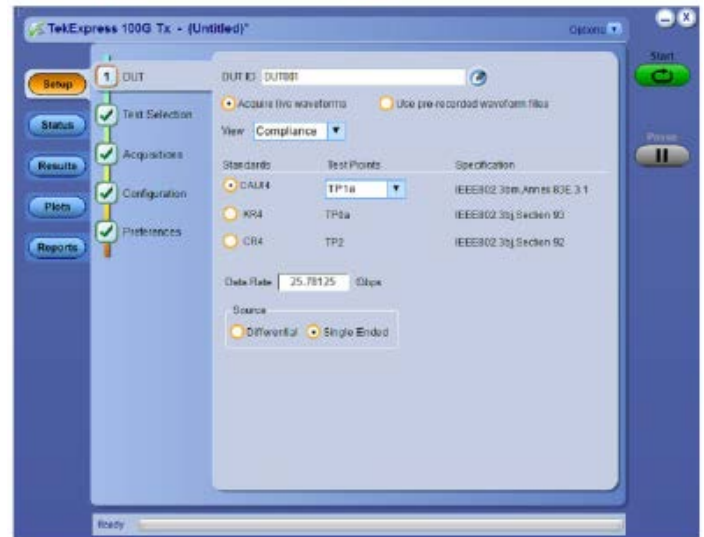 TekExpress 100G Tx - (Untitled)*
Options
Start
Pause
Setup
Status
Results
Plots
Reports
1 DUT
Test Selection
Acquisitions
Configuration
Preferences
DUT ID DUT001
Acquire live waveforms Use pre-recorded waveform files
View Compliance
Standards Test Points Specification
CAUI4 TP1a IEEE802.3bm,Annex 83E.3.1
KR4 TP0a IEEE802.3bj,Section 93
CR4 TP2 IEEE802.3bj,Section 92
Data Rate 25.78125 Gbps
Source
Differential Single Ended
Ready